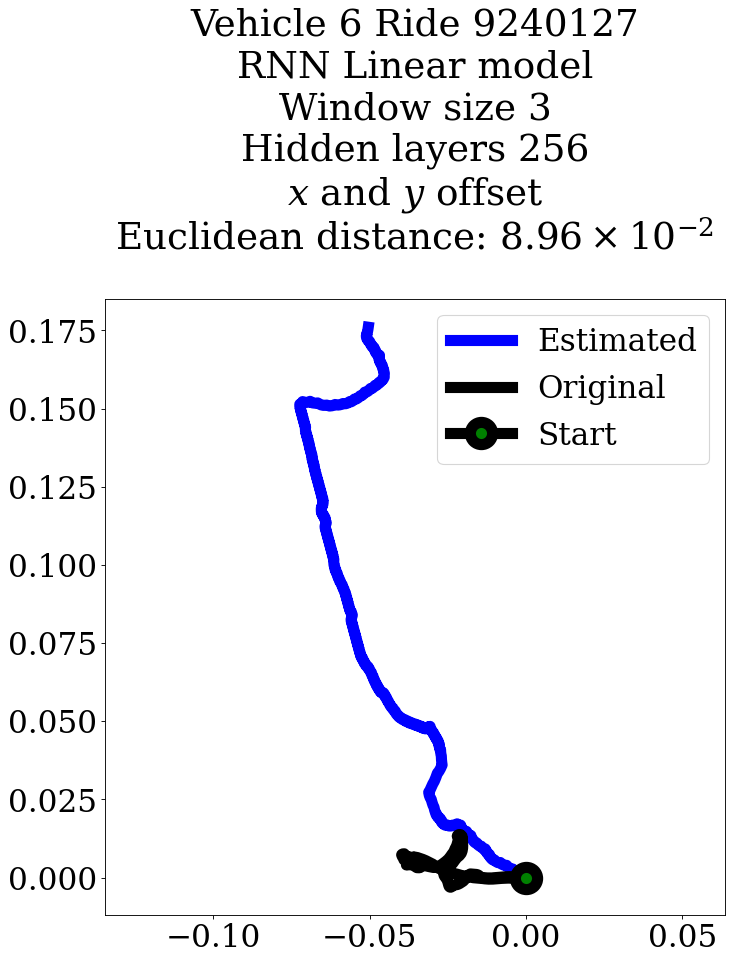 Vehicle 6 Ride 9240127
RNN Linear model
Window size 3
Hidden layers 256
x and y offset
Euclidean distance: 8.96 × 10⁻²
Estimated
Original
Start
0.175
0.150
0.125
0.100
0.075
0.050
0.025
0.000
−0.10 −0.05 0.00 0.05